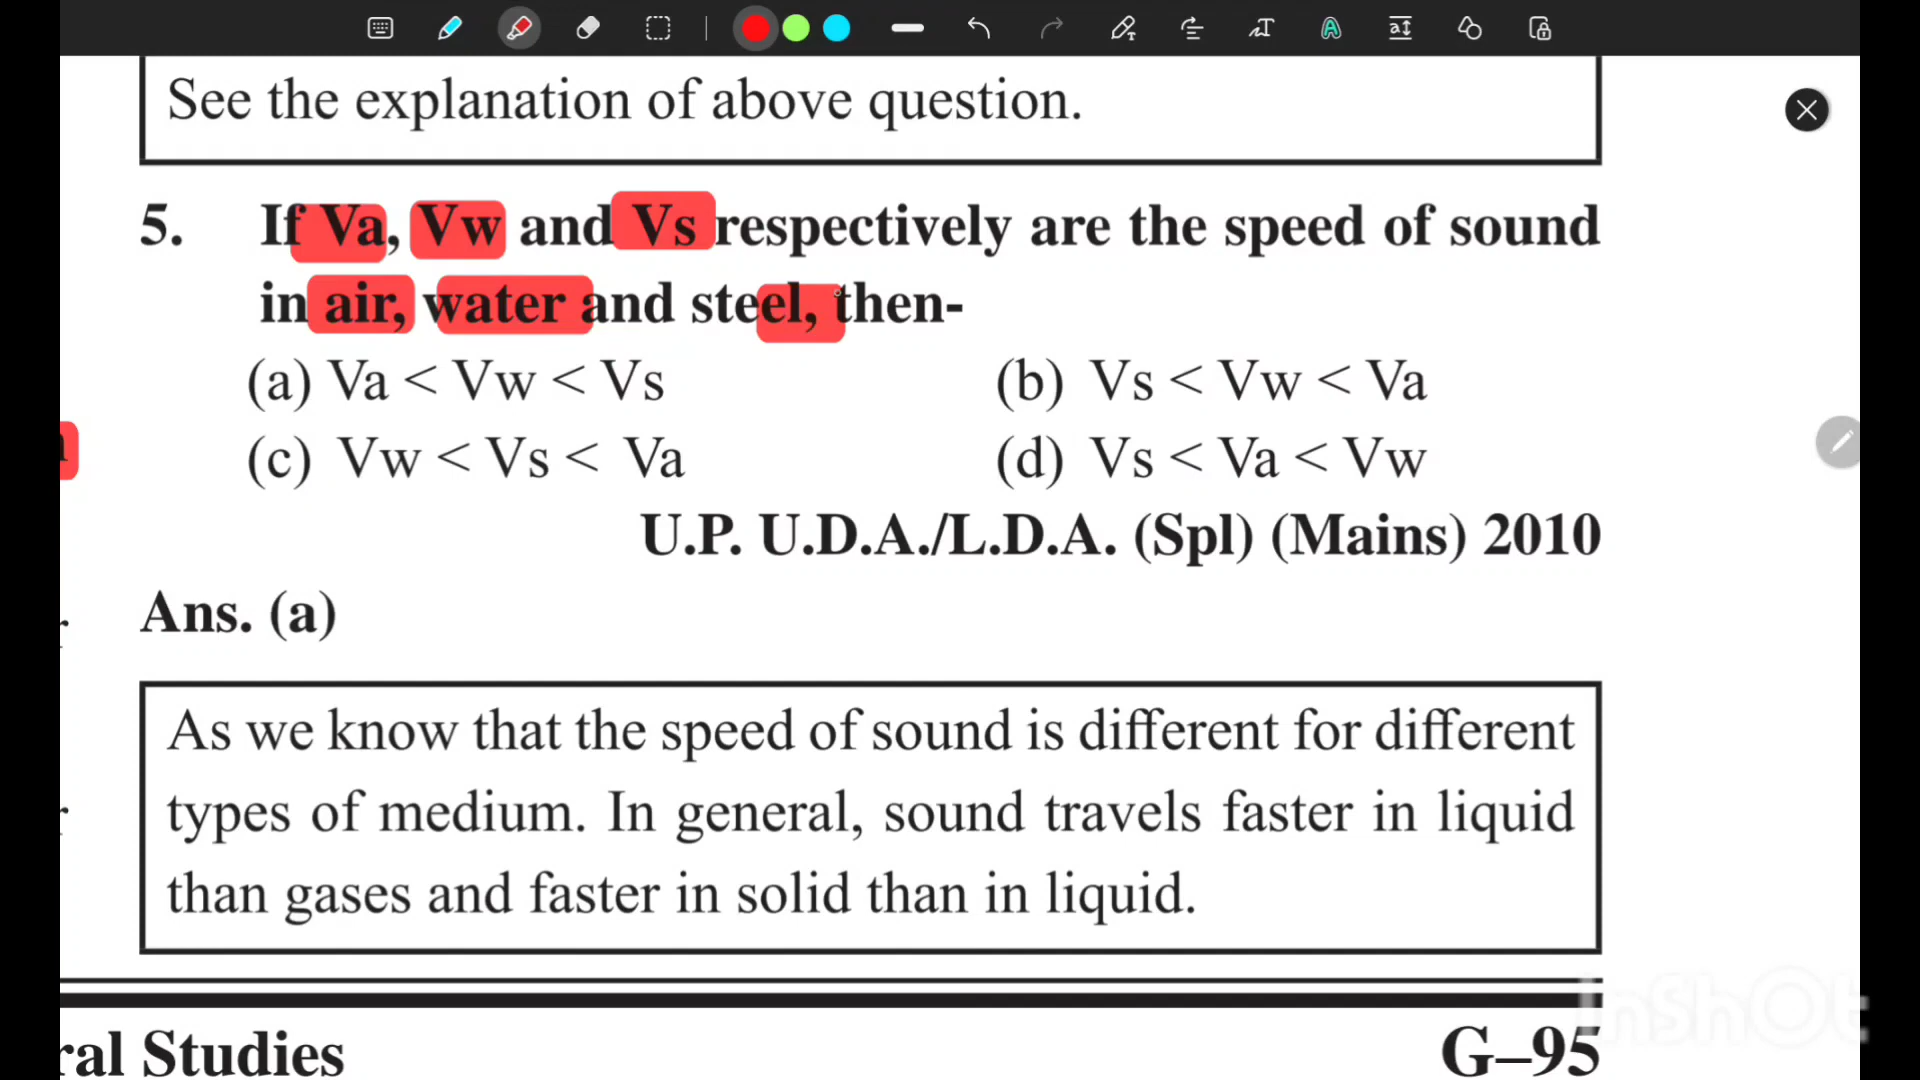 See the explanation of above question.
5. If Va, Vw and Vs respectively are the speed of sound
in air, water and steel, then-
(a) Va < Vw < Vs (b) Vs < Vw < Va
(c) Vw < Vs < Va (d) Vs < Va < Vw
U.P. U.D.A./L.D.A. (Spl) (Mains) 2010
Ans. (a)
As we know that the speed of sound is different for different
types of medium. In general, sound travels faster in liquid
than gases and faster in solid than in liquid.
ral Studies G–95
InShOt